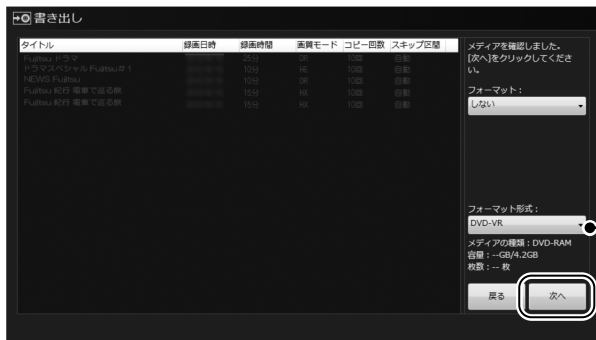 書き出し
タイトル 録画日時 録画時間 画質モード コピー回数 スキップ区間
Fujitsu ドラマ 25分 DR 10回 自動
ドラマスペシャル Fujitsu#1 10分 HE 10回 自動
NEWS Fujitsu 10分 DR 10回 自動
Fujitsu 紀行 電車で巡る旅 15分 HX 10回 自動
Fujitsu 紀行 電車で巡る旅 15分 HX 10回 自動
メディアを確認しました。
[次へ]をクリックしてくださ
い。
フォーマット:
しない
フォーマット形式:
DVD-VR
メディアの種類:DVD-RAM
容量:--GB/4.2GB
枚数:-- 枚
戻る 次へ